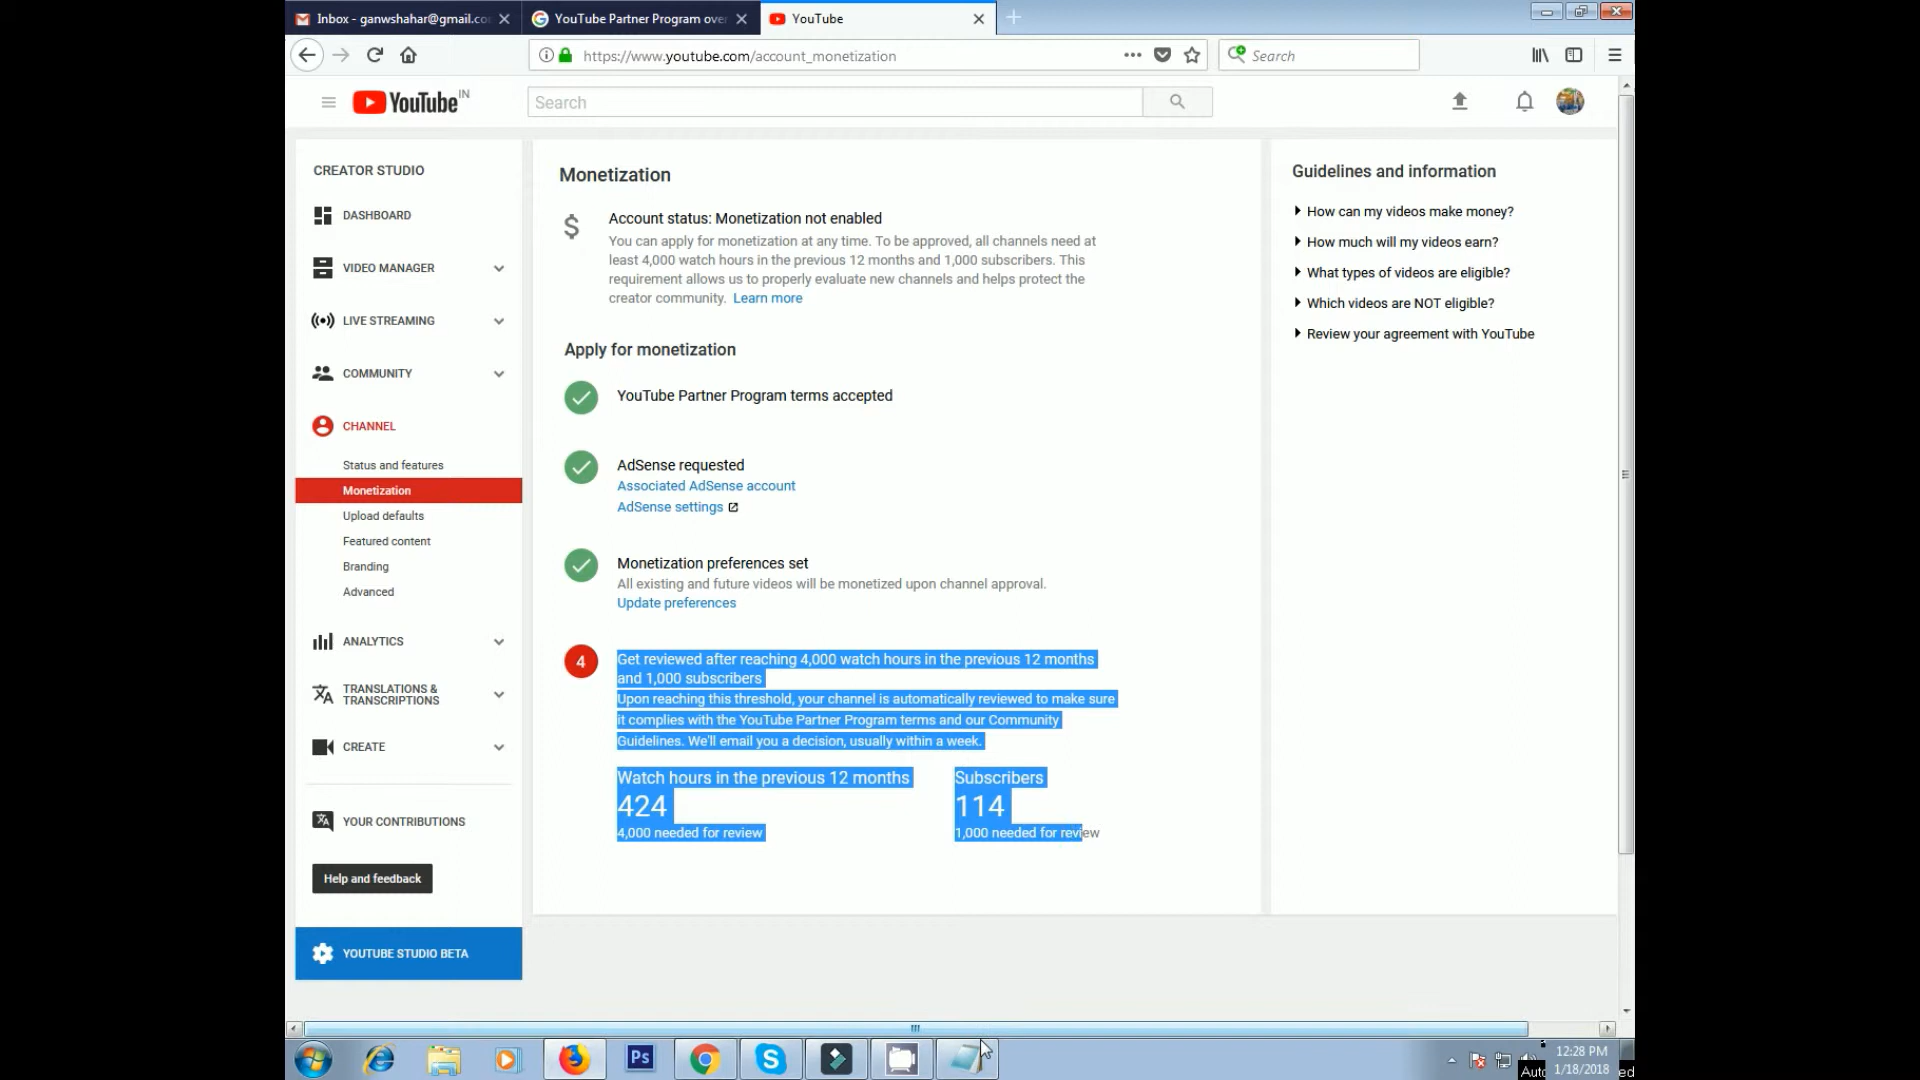 Inbox - ganwshahar@gmail.co
YouTube Partner Program over
YouTube
https://www.youtube.com/account_monetization
Search
YouTube IN
Search
CREATOR STUDIO
DASHBOARD
VIDEO MANAGER
LIVE STREAMING
COMMUNITY
CHANNEL
Status and features
Monetization
Upload defaults
Featured content
Branding
Advanced
ANALYTICS
TRANSLATIONS &
TRANSCRIPTIONS
CREATE
YOUR CONTRIBUTIONS
Help and feedback
YOUTUBE STUDIO BETA
Monetization
$
Account status: Monetization not enabled
You can apply for monetization at any time. To be approved, all channels need at
least 4,000 watch hours in the previous 12 months and 1,000 subscribers. This
requirement allows us to properly evaluate new channels and helps protect the
creator community. Learn more
Apply for monetization
YouTube Partner Program terms accepted
AdSense requested
Associated AdSense account
AdSense settings
Monetization preferences set
All existing and future videos will be monetized upon channel approval.
Update preferences
4
Get reviewed after reaching 4,000 watch hours in the previous 12 months
and 1,000 subscribers
Upon reaching this threshold, your channel is automatically reviewed to make sure
it complies with the YouTube Partner Program terms and our Community
Guidelines. We'll email you a decision, usually within a week.
Watch hours in the previous 12 months
424
4,000 needed for review
Subscribers
114
1,000 needed for review
Guidelines and information
How can my videos make money?
How much will my videos earn?
What types of videos are eligible?
Which videos are NOT eligible?
Review your agreement with YouTube
Ps
12:28 PM
1/18/2018